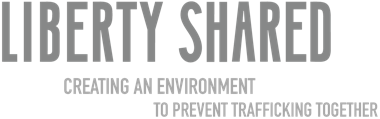 LIBERTY SHARED
CREATING AN ENVIRONMENT
TO PREVENT TRAFFICKING TOGETHER